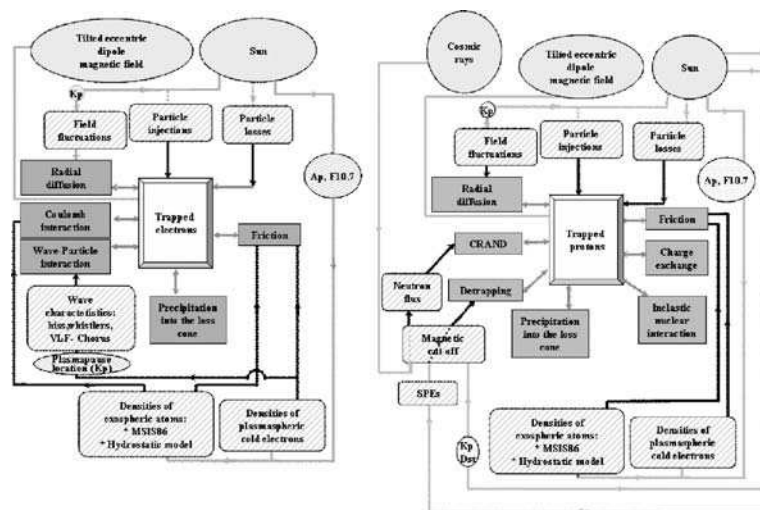 Tilted eccentric
dipole
magnetic field
Sun
Kp
Field
fluctuations
Particle
injections
Particle
losses
Radial
diffusion
Ap, F10.7
Coulomb
interaction
Trapped
electrons
Wave-Particle
interaction
Friction
Wave
characteristics:
hiss, whistlers,
VLF- Chorus
Precipitation
into the loss
cone
Plasmapause
location (Kp)
Densities of
exospheric atoms:
* MSIS86
* Hydrostatic model
Densities of
plasmaspheric
cold electrons
Cosmic
rays
Tilted eccentric
dipole
magnetic field
Sun
Kp
Field
fluctuations
Particle
injections
Particle
losses
Radial
diffusion
Ap, F10.7
Trapped
protons
Friction
CRAND
Charge
exchange
Neutron
flux
Detrapping
Inelastic
nuclear
interaction
Precipitation
into the loss
cone
Magnetic
cut off
SPEs
Kp
Dst
Densities of
exospheric atoms:
* MSIS86
* Hydrostatic model
Densities of
plasmaspheric
cold electrons